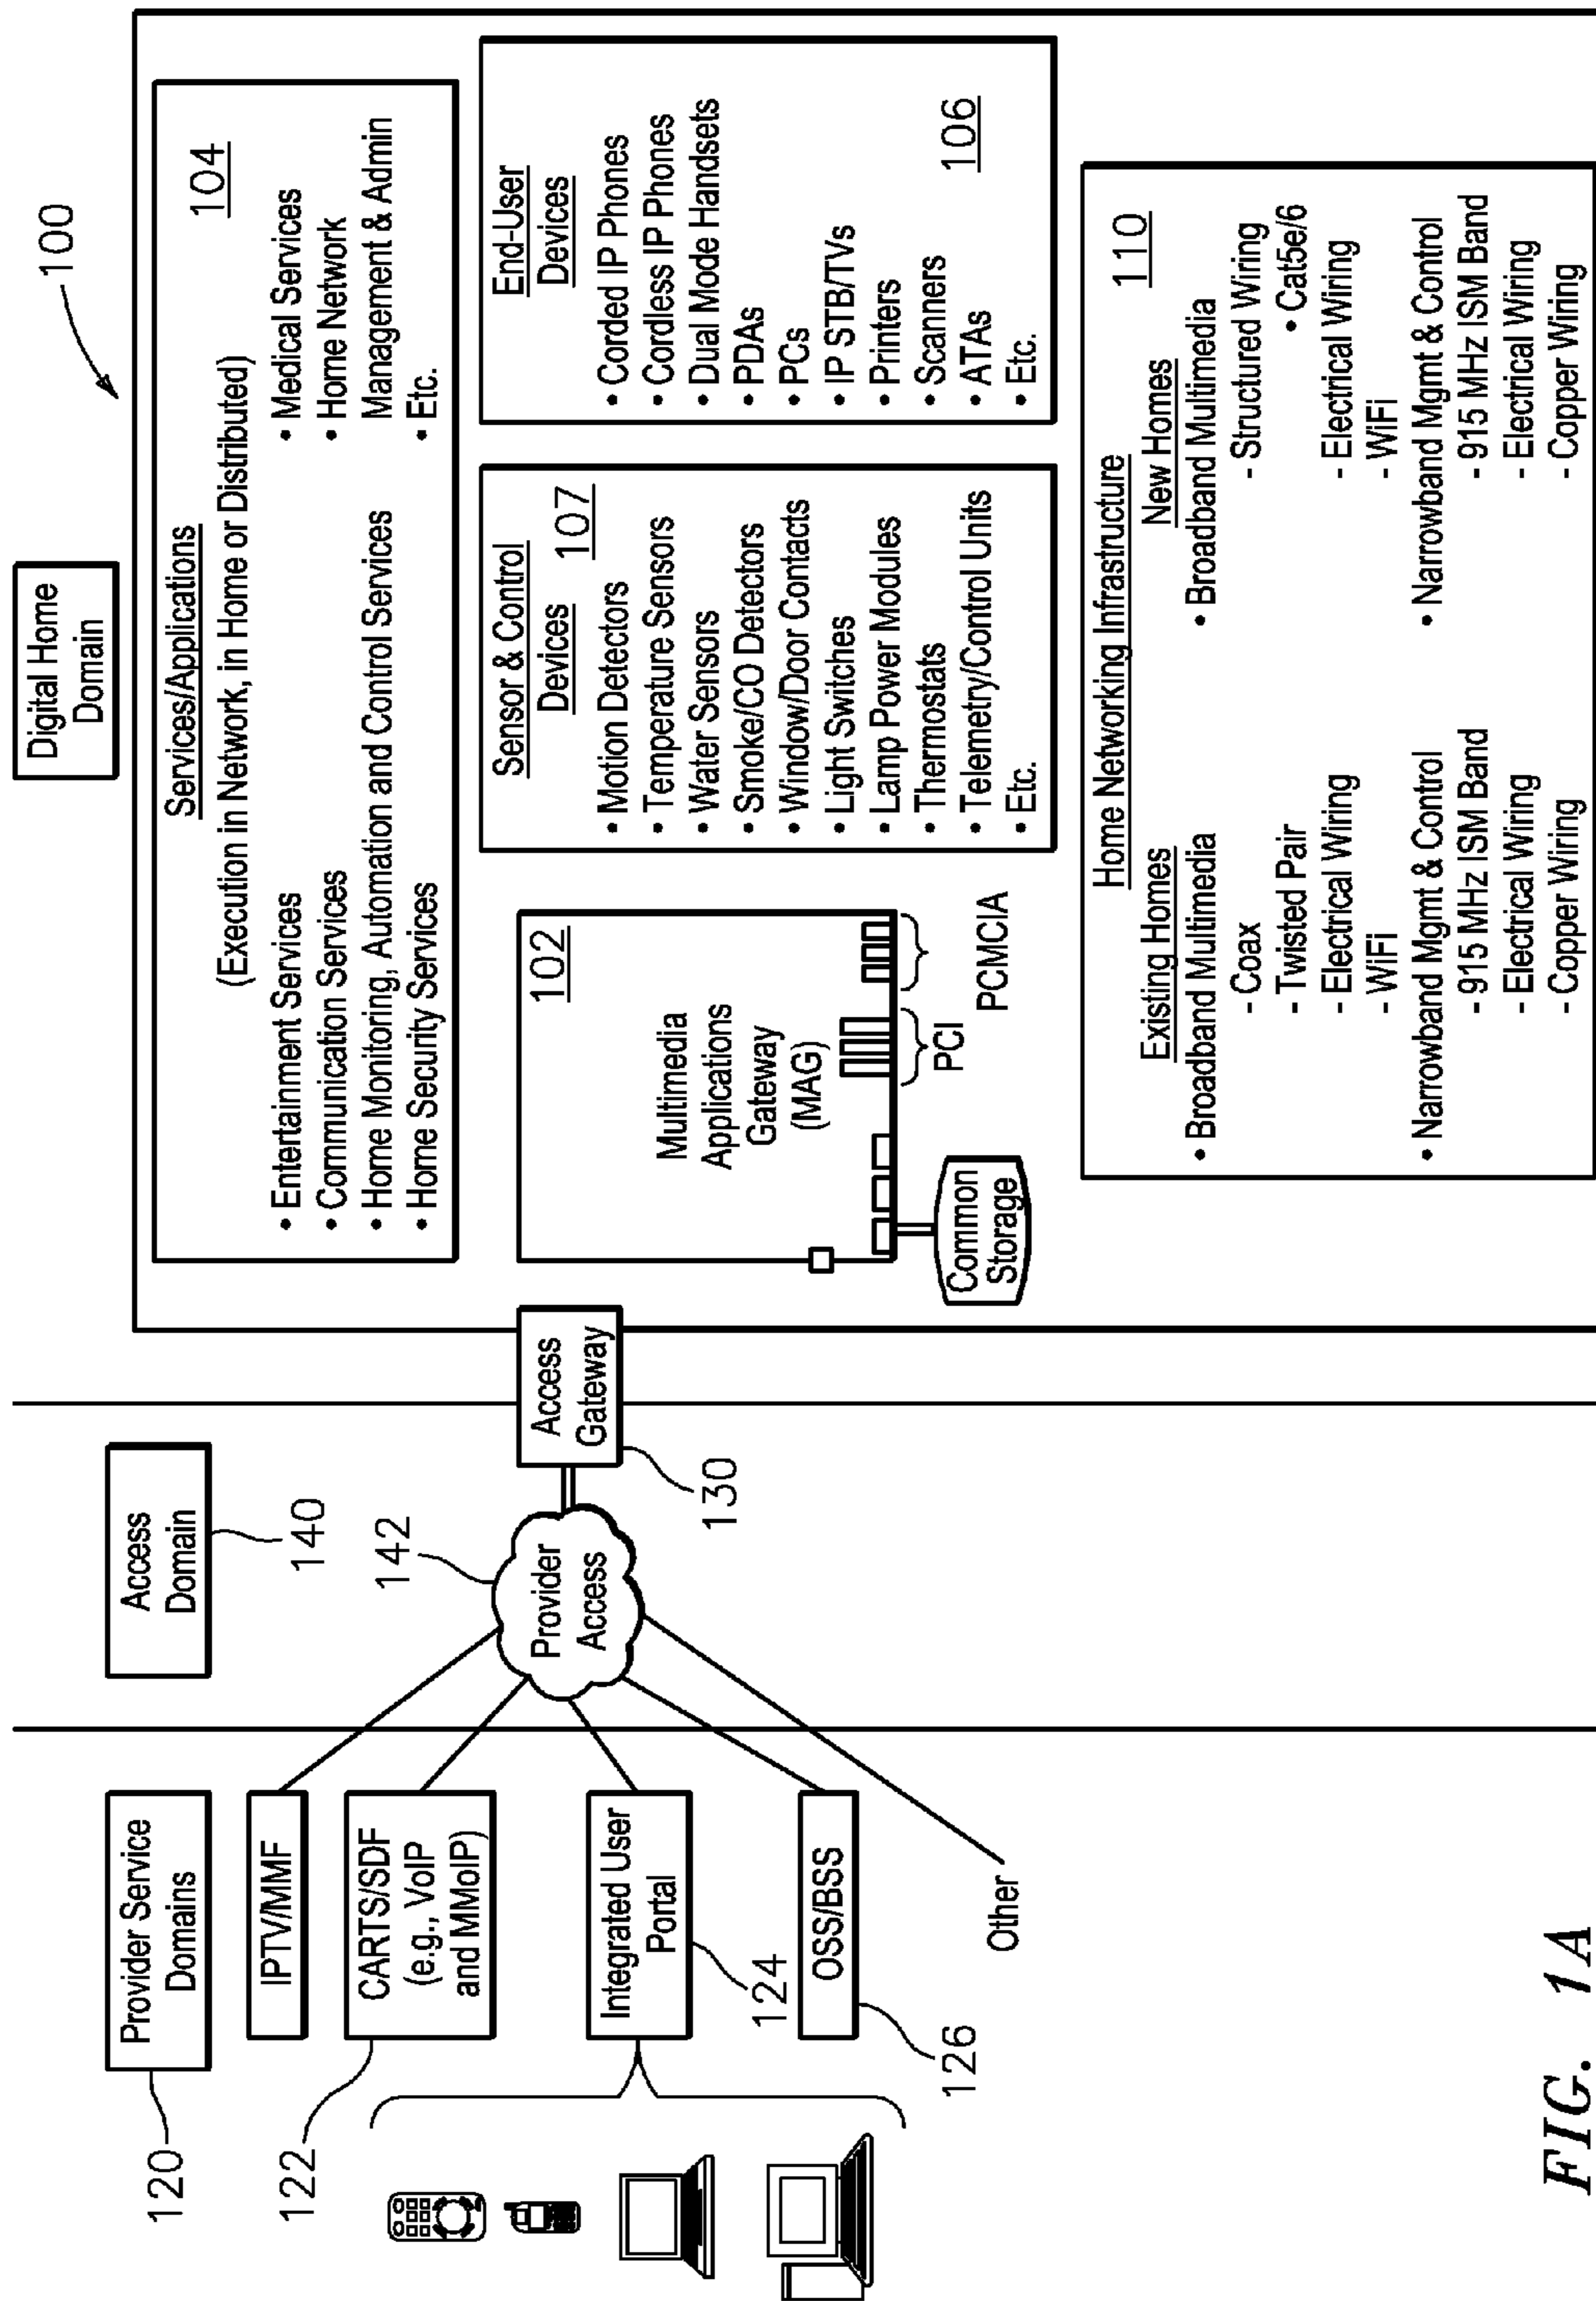 Provider Service
Domains
120
IPTV/MMF
CARTS/SDF
(e.g., VoIP
and MMoIP)
122
Integrated User
Portal
124
OSS/BSS
126
Other
Access
Domain
140
142
Provider
Access
Access
Gateway
130
Digital Home
Domain
100
Services/Applications
(Execution in Network, in Home or Distributed)
104
• Entertainment Services
• Communication Services
• Home Monitoring, Automation and Control Services
• Home Security Services
• Medical Services
• Home Network
Management & Admin
• Etc.
102
Multimedia
Applications
Gateway
(MAG)
PCI
PCMCIA
Common
Storage
Sensor & Control
Devices
107
• Motion Detectors
• Temperature Sensors
• Water Sensors
• Smoke/CO Detectors
• Window/Door Contacts
• Light Switches
• Lamp Power Modules
• Thermostats
• Telemetry/Control Units
• Etc.
End-User
Devices
• Corded IP Phones
• Cordless IP Phones
• Dual Mode Handsets
• PDAs
• PCs
• IP STB/TVs
• Printers
• Scanners
• ATAs
• Etc.
106
Home Networking Infrastructure
110
Existing Homes
• Broadband Multimedia
- Coax
- Twisted Pair
- Electrical Wiring
- WiFi
• Narrowband Mgmt & Control
- 915 MHz ISM Band
- Electrical Wiring
- Copper Wiring
New Homes
• Broadband Multimedia
- Structured Wiring
• Cat5e/6
- Electrical Wiring
- WiFi
• Narrowband Mgmt & Control
- 915 MHz ISM Band
- Electrical Wiring
- Copper Wiring
FIG. 1A